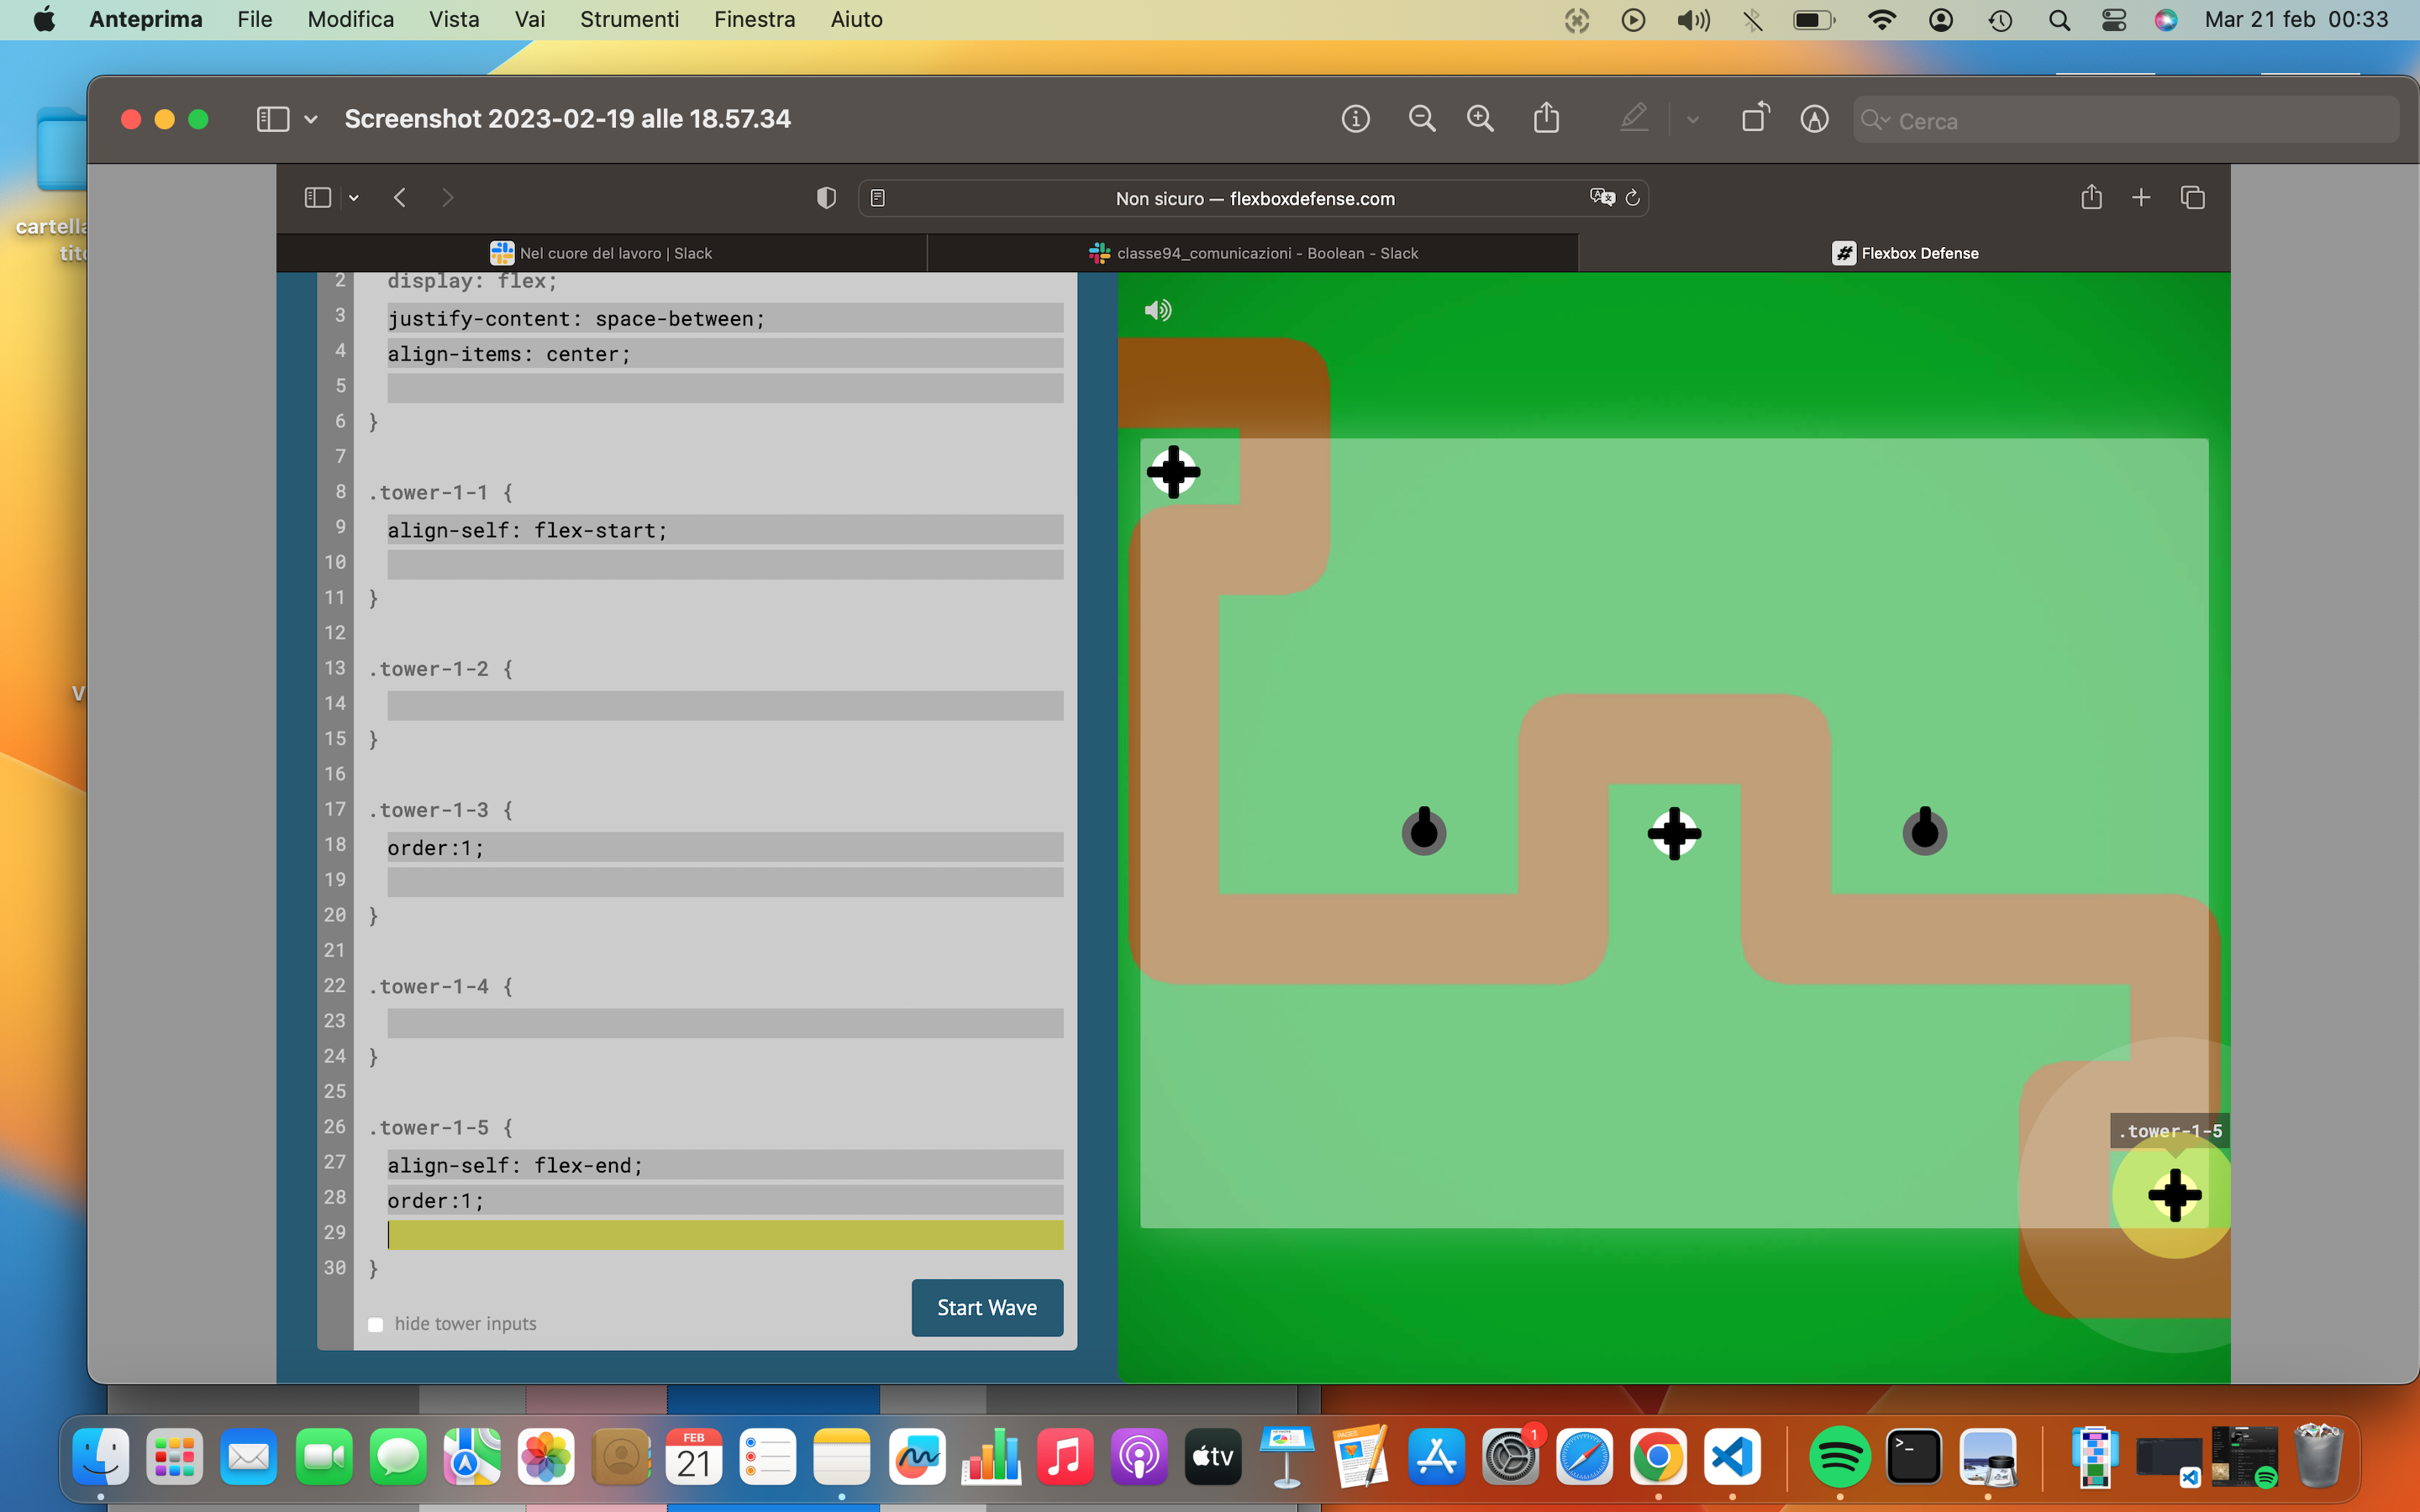 Anteprima File Modifica Vista Vai Strumenti Finestra Aiuto Mar 21 feb 00:33
Screenshot 2023-02-19 alle 18.57.34
Cerca
Non sicuro — flexboxdefense.com
Nel cuore del lavoro | Slack
classe94_comunicazioni - Boolean - Slack
Flexbox Defense
cartella
2 display: flex;
3 justify-content: space-between;
4 align-items: center;
5
6 }
7
8 .tower-1-1 {
9 align-self: flex-start;
10
11 }
12
13 .tower-1-2 {
14
15 }
16
17 .tower-1-3 {
18 order:1;
19
20 }
21
22 .tower-1-4 {
23
24 }
25
26 .tower-1-5 {
27 align-self: flex-end;
28 order:1;
29
30 }
hide tower inputs
Start Wave
.tower-1-5
FEB
21
tv
1